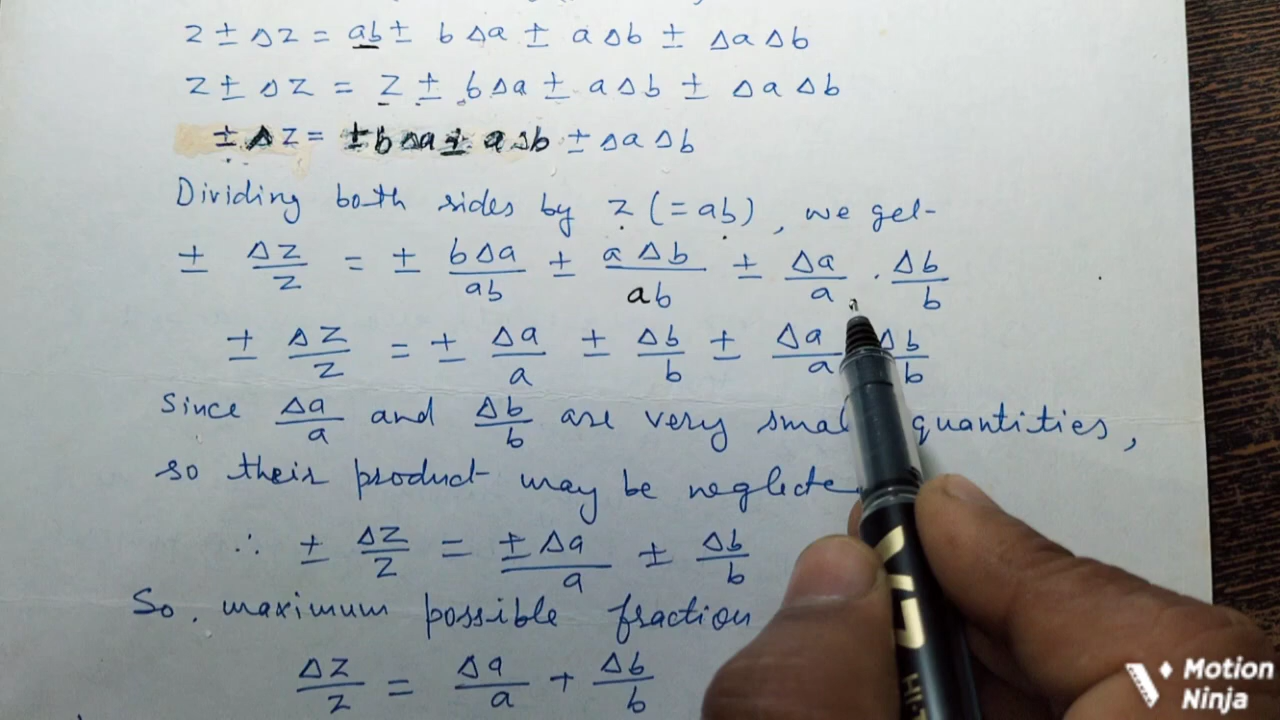 z ± Δz = ab ± bΔa ± aΔb ± ΔaΔb
z ± Δz = z ± bΔa ± aΔb ± ΔaΔb
± Δz = ± bΔa ± aΔb ± ΔaΔb
Dividing both sides by z (= ab), we get
± Δz/z = ± bΔa/ab ± aΔb/ab ± Δa/a . Δb/b
± Δz/z = ± Δa/a ± Δb/b ± Δa/a Δb/b
Since Δa/a and Δb/b are very small quantities,
so their product may be neglecte
∴ ± Δz/z = ± Δa/a ± Δb/b
So. maximum possible fraction
Δz/z = Δa/a + Δb/b
Motion
Ninja